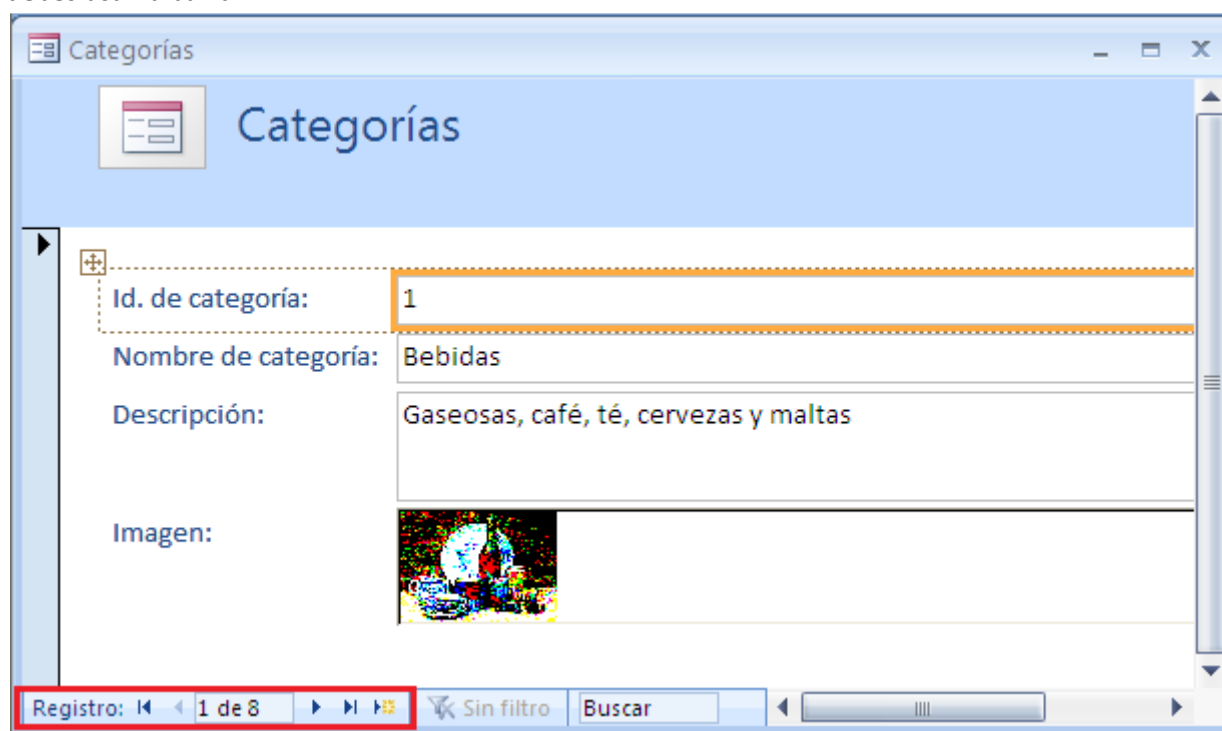 Categorías
Categorías
Id. de categoría: 1
Nombre de categoría: Bebidas
Descripción: Gaseosas, café, té, cervezas y maltas
Imagen:
Registro: 1 de 8 Sin filtro Buscar